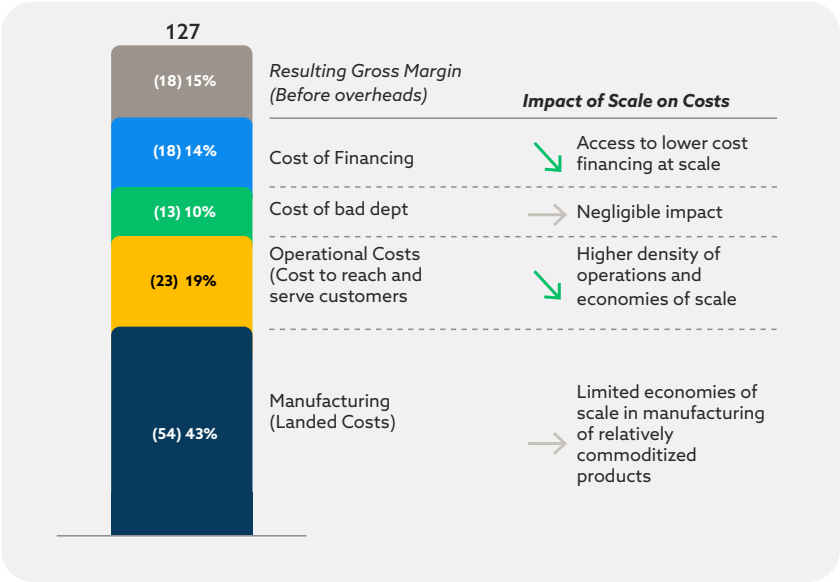 127
(18) 15%
Resulting Gross Margin
(Before overheads)
Impact of Scale on Costs
(18) 14%
Cost of Financing
Access to lower cost
financing at scale
(13) 10%
Cost of bad dept
Negligible impact
(23) 19%
Operational Costs
(Cost to reach and
serve customers
Higher density of
operations and
economies of scale
(54) 43%
Manufacturing
(Landed Costs)
Limited economies of
scale in manufacturing
of relatively
commoditized
products